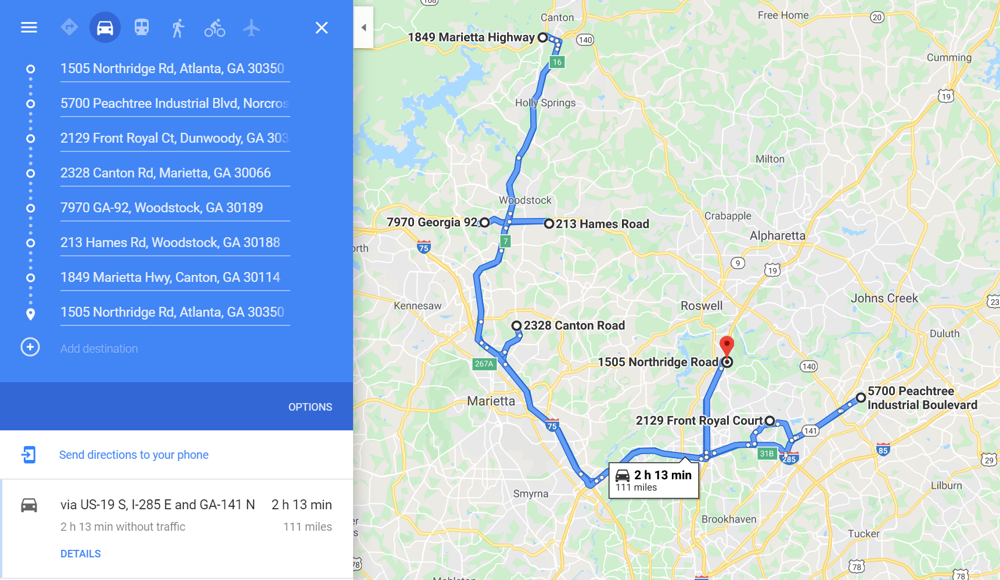 1505 Northridge Rd, Atlanta, GA 30350
5700 Peachtree Industrial Blvd, Norcros
2129 Front Royal Ct, Dunwoody, GA 303
2328 Canton Rd, Marietta, GA 30066
7970 GA-92, Woodstock, GA 30189
213 Hames Rd, Woodstock, GA 30188
1849 Marietta Hwy, Canton, GA 30114
1505 Northridge Rd, Atlanta, GA 30350
Add destination
OPTIONS
Send directions to your phone
via US-19 S, I-285 E and GA-141 N 2 h 13 min
2 h 13 min without traffic 111 miles
DETAILS
108
Canton
Free Home
20
1849 Marietta Highway
140
Cumming
16
19
Holly Springs
Milton
Woodstock
Crabapple
7970 Georgia 92
213 Hames Road
Alpharetta
7
75
orth
9
19
Kennesaw
Roswell
Johns Creek
23
2328 Canton Road
Duluth
267A
1505 Northridge Road
140
Marietta
5700 Peachtree
Industrial Boulevard
2129 Front Royal Court
75
141
31B
285
85
29
2 h 13 min
111 miles
Smyrna
Lilburn
Brookhaven
er
s
Tucker
78
78
78
Mableton